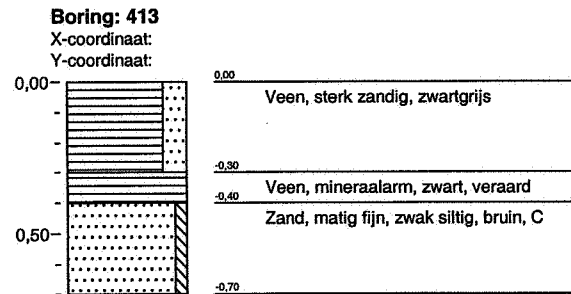 Boring: 413
X-coordinaat:
Y-coordinaat:
0,00
0,00
Veen, sterk zandig, zwartgrijs
-0,30
Veen, mineraalarm, zwart, veraard
-0,40
Zand, matig fijn, zwak siltig, bruin, C
0,50
-0,70